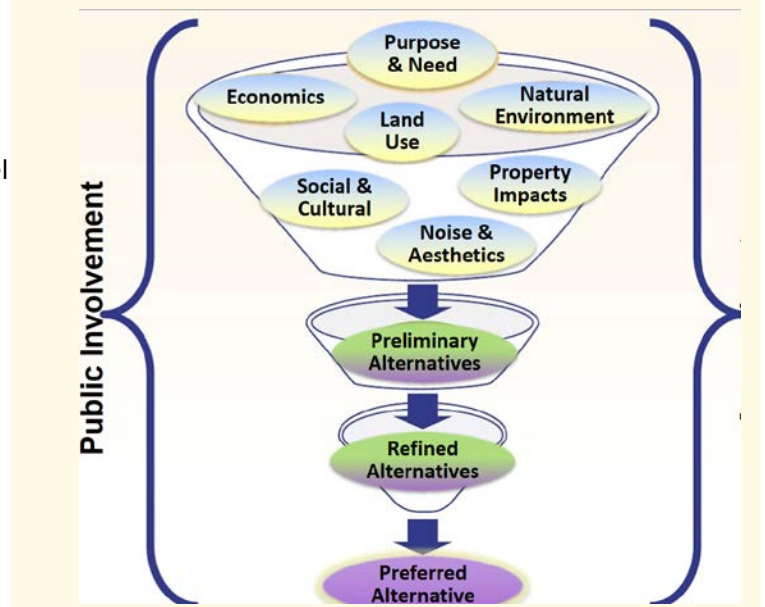 Purpose
& Need
Economics
Natural
Environment
Land
Use
Social &
Cultural
Property
Impacts
Noise &
Aesthetics
Public Involvement
Preliminary
Alternatives
Refined
Alternatives
Preferred
Alternative